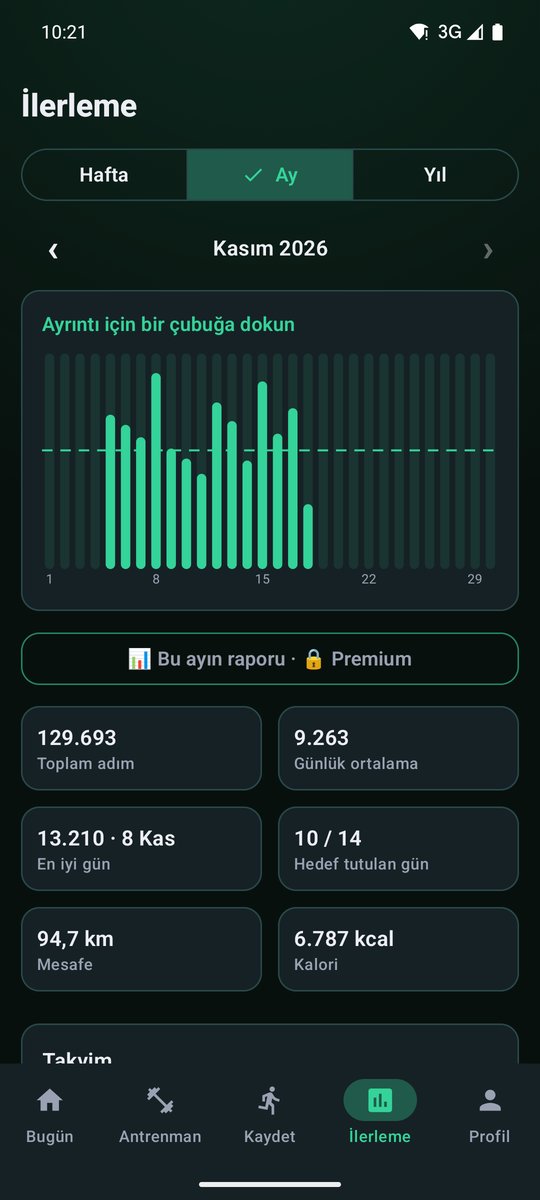 10:21
3G
İlerleme
Hafta
Ay
Yıl
Kasım 2026
Ayrıntı için bir çubuğa dokun
1 8 15 22 29
Bu ayın raporu · Premium
129.693
Toplam adım
9.263
Günlük ortalama
13.210 · 8 Kas
En iyi gün
10 / 14
Hedef tutulan gün
94,7 km
Mesafe
6.787 kcal
Kalori
Takvim
Bugün
Antrenman
Kaydet
İlerleme
Profil